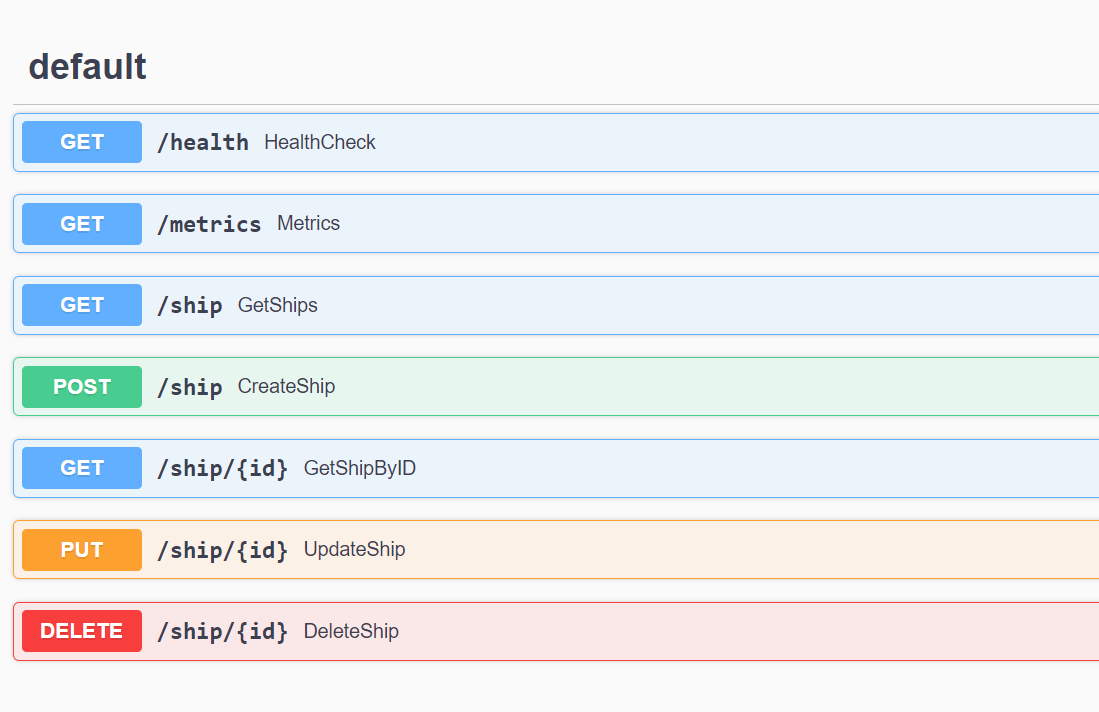 default
GET /health HealthCheck
GET /metrics Metrics
GET /ship GetShips
POST /ship CreateShip
GET /ship/{id} GetShipByID
PUT /ship/{id} UpdateShip
DELETE /ship/{id} DeleteShip